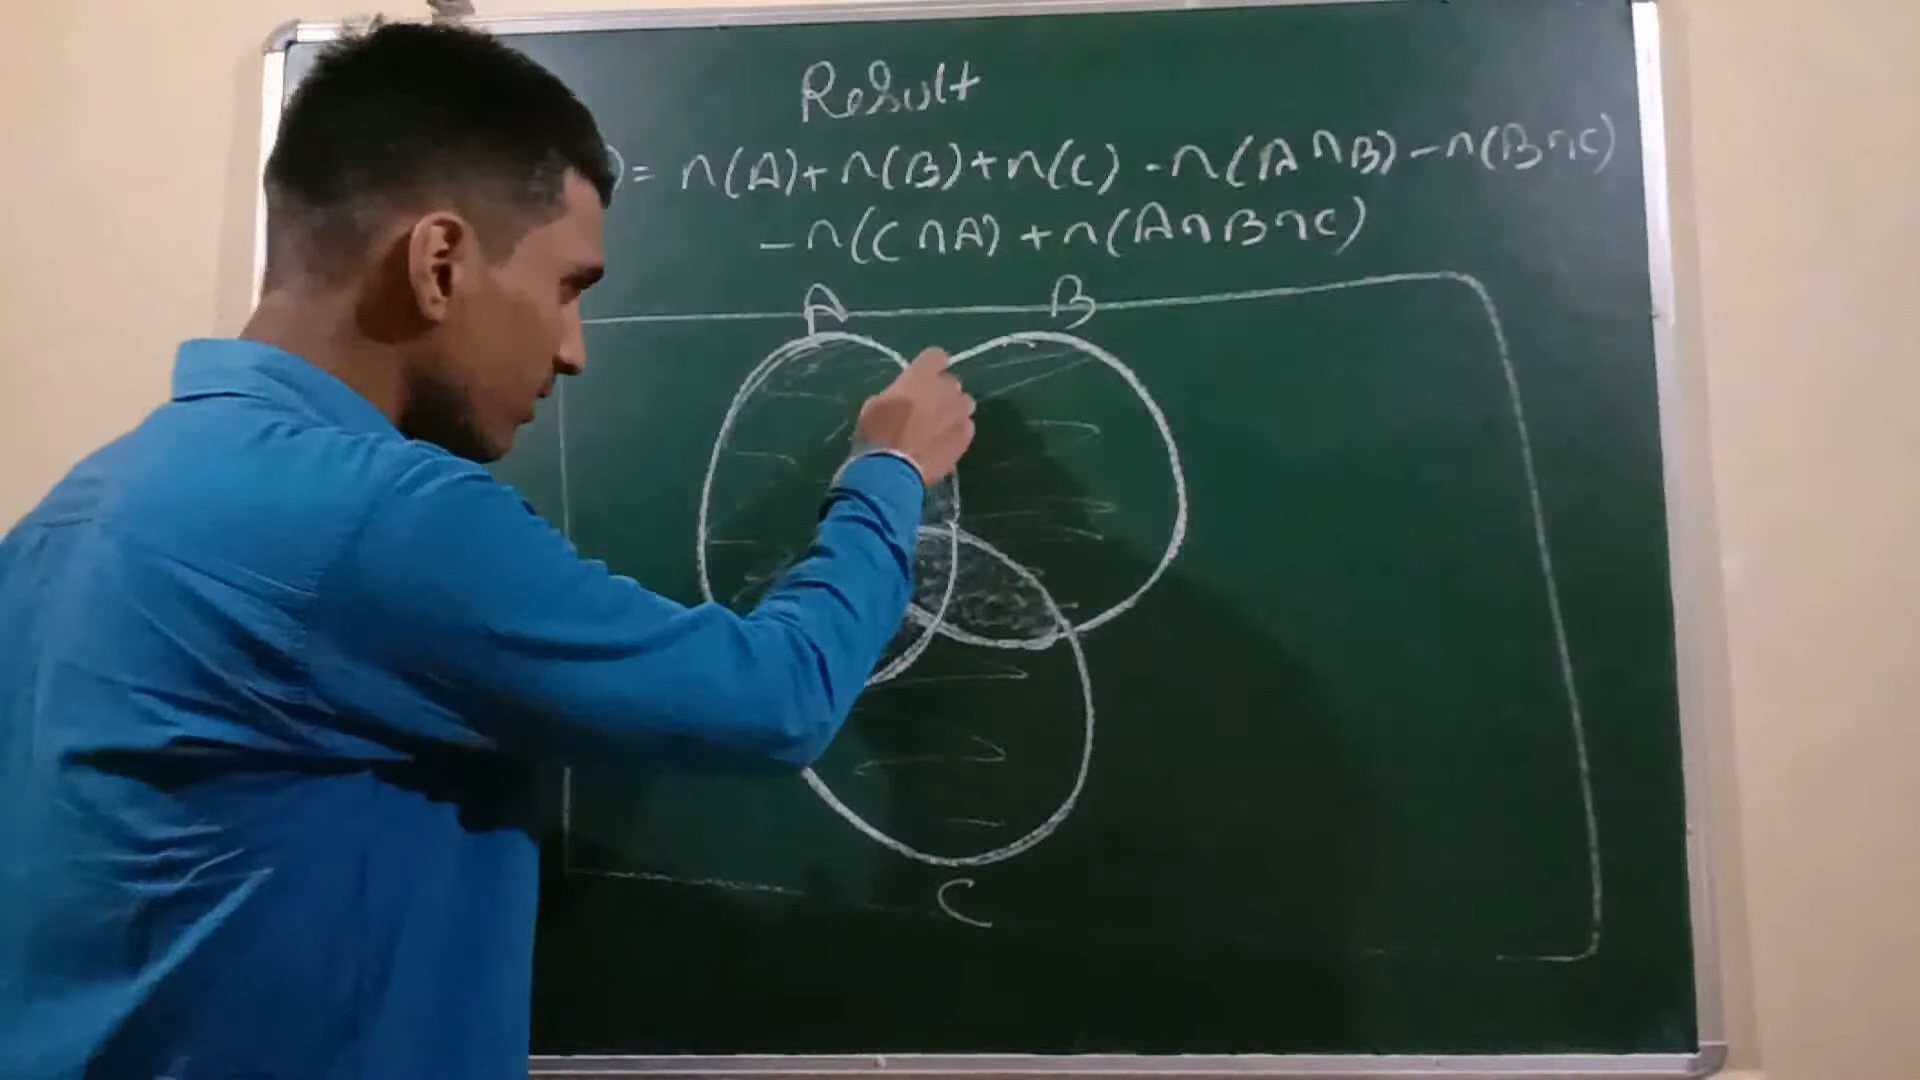 Result
)= n(A)+n(B)+n(C) -n(A∩B)-n(B∩C)
-n(C∩A)+n(A∩B∩C)
A B
C